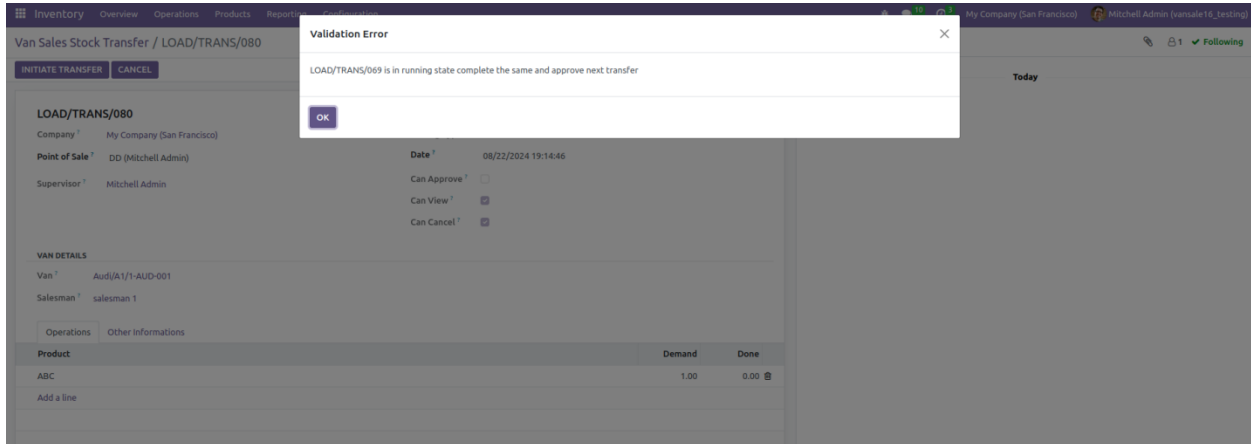 Inventory Overview Operations Products Reporting Configuration 10 3 My Company (San Francisco) Mitchell Admin (vansale16_testing)
Van Sales Stock Transfer / LOAD/TRANS/080
1 Following
INITIATE TRANSFER CANCEL
Validation Error
LOAD/TRANS/069 is in running state complete the same and approve next transfer
OK
Today
LOAD/TRANS/080
Company ? My Company (San Francisco)
Point of Sale ? DD (Mitchell Admin)
Date ? 08/22/2024 19:14:46
Supervisor ? Mitchell Admin
Can Approve ?
Can View ?
Can Cancel ?
VAN DETAILS
Van ? Audi/A1/1-AUD-001
Salesman ? salesman 1
Operations Other Informations
Product Demand Done
ABC 1.00 0.00
Add a line